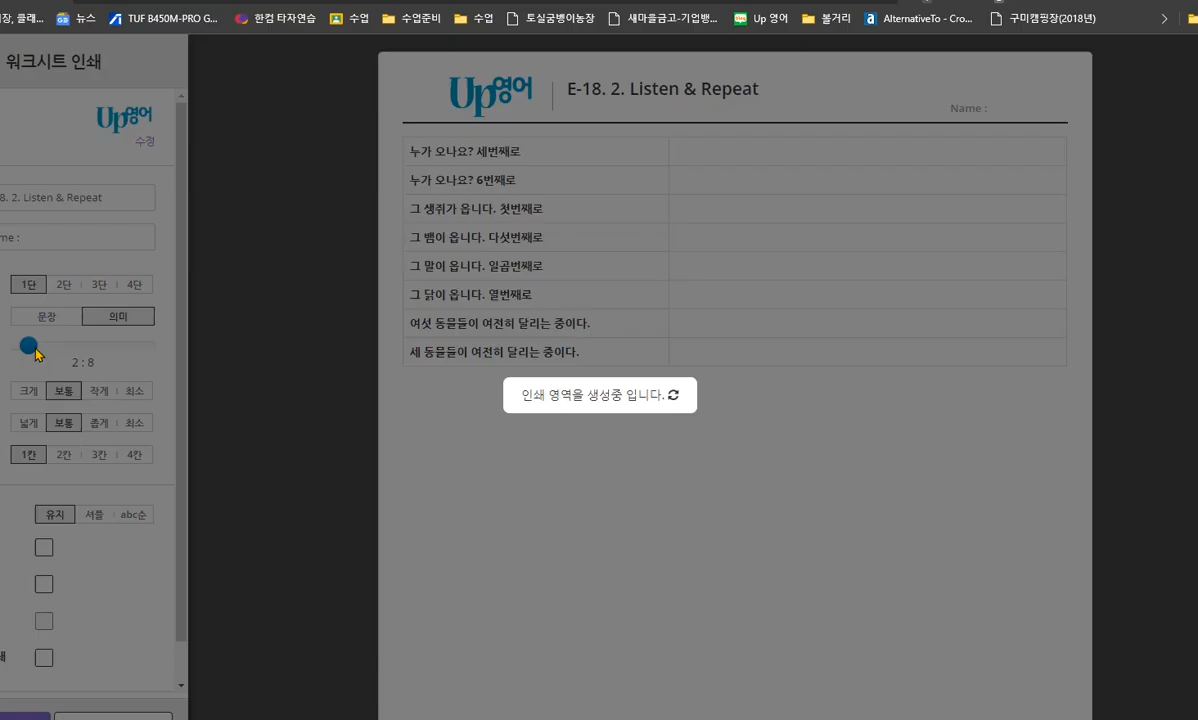 뉴스
TUF B450M-PRO G...
한컴 타자연습
수업
수업준비
수업
토실굼벵이농장
새마을금고-기업뱅...
Up 영어
볼거리
AlternativeTo - Cro...
구미캠핑장(2018년)
워크시트 인쇄
Up영어
수정
8. 2. Listen & Repeat
me :
1단 2단 3단 4단
문장 의미
2 : 8
크게 보통 작게 최소
넓게 보통 좁게 최소
1칸 2칸 3칸 4칸
유지 셔플 abc순
Up영어
E-18. 2. Listen & Repeat
Name :
누가 오나요? 세번째로
누가 오나요? 6번째로
그 생쥐가 옵니다. 첫번째로
그 뱀이 옵니다. 다섯번째로
그 말이 옵니다. 일곱번째로
그 닭이 옵니다. 열번째로
여섯 동물들이 여전히 달리는 중이다.
세 동물들이 여전히 달리는 중이다.
인쇄 영역을 생성중 입니다.